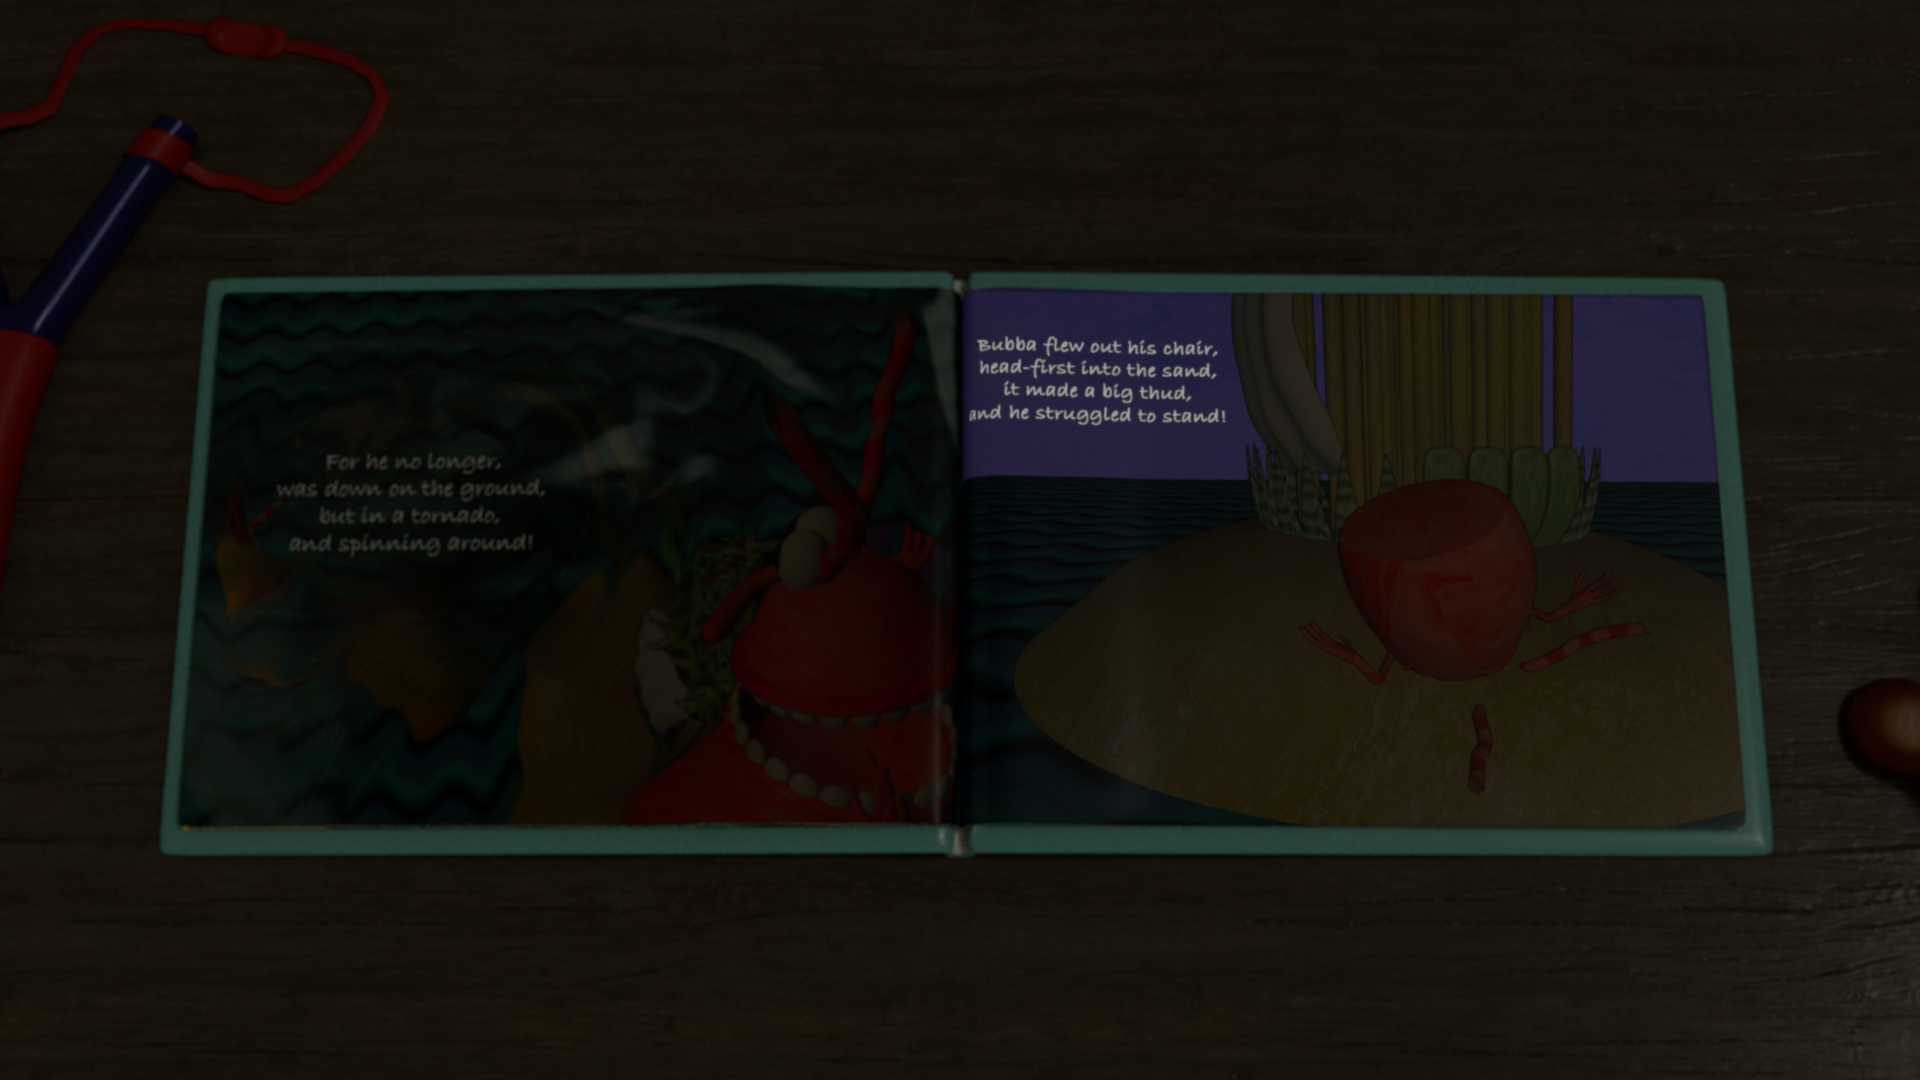 For he no longer,
was down on the ground,
but in a tornado,
and spinning around!
Bubba flew out his chair,
head-first into the sand,
it made a big thud,
and he struggled to stand!